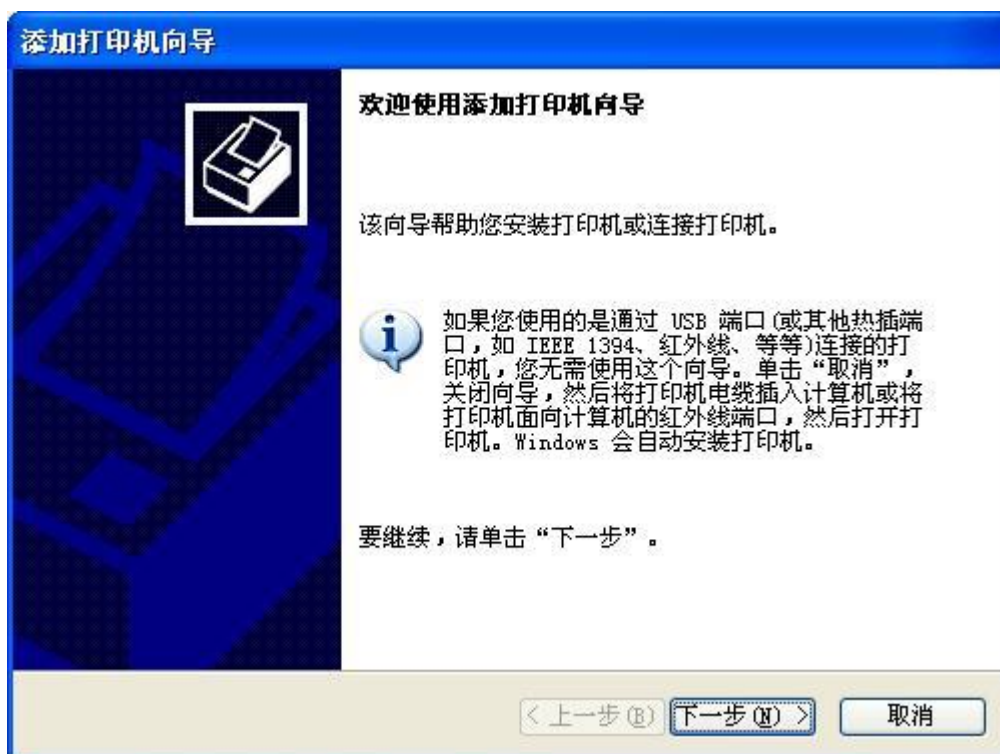 添加打印机向导
欢迎使用添加打印机向导
该向导帮助您安装打印机或连接打印机。
如果您使用的是通过 USB 端口(或其他热插端
口,如 IEEE 1394、红外线、等等)连接的打
印机,您无需使用这个向导。单击“取消”,
关闭向导,然后将打印机电缆插入计算机或将
打印机面向计算机的红外线端口,然后打开打
印机。Windows 会自动安装打印机。
要继续,请单击“下一步”。
< 上一步(B) 下一步(N) > 取消